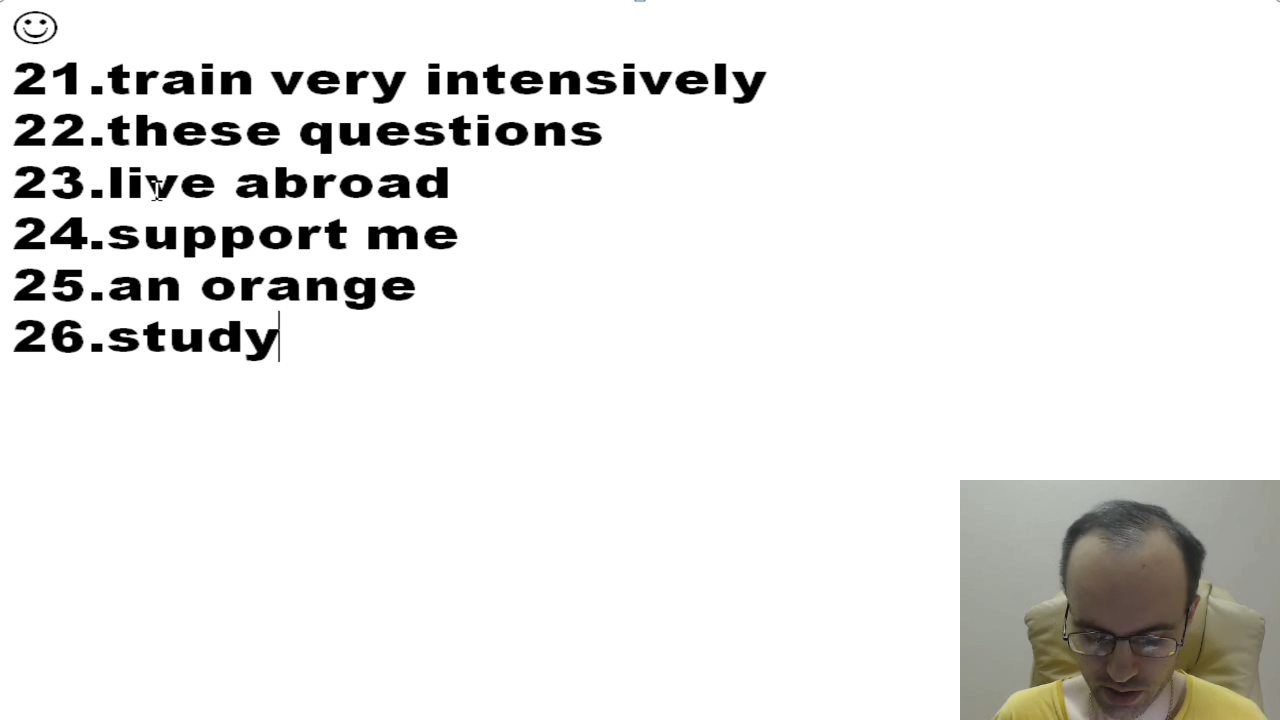 21.train very intensively
22.these questions
23.live abroad
24.support me
25.an orange
26.study